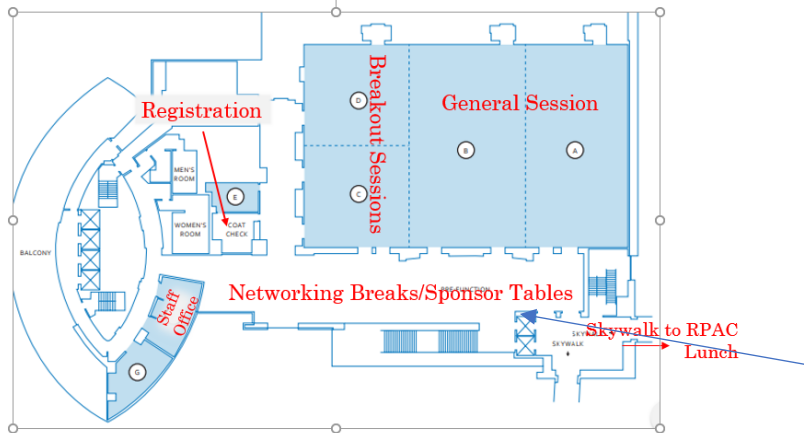 Registration
Breakout Sessions
General Session
D
B
A
C
E
MEN'S
ROOM
WOMEN'S
ROOM
COAT
CHECK
BALCONY
Networking Breaks/Sponsor Tables
PRE-FUNCTION
Staff
Office
G
Skywalk to RPAC
Lunch
SKYWALK